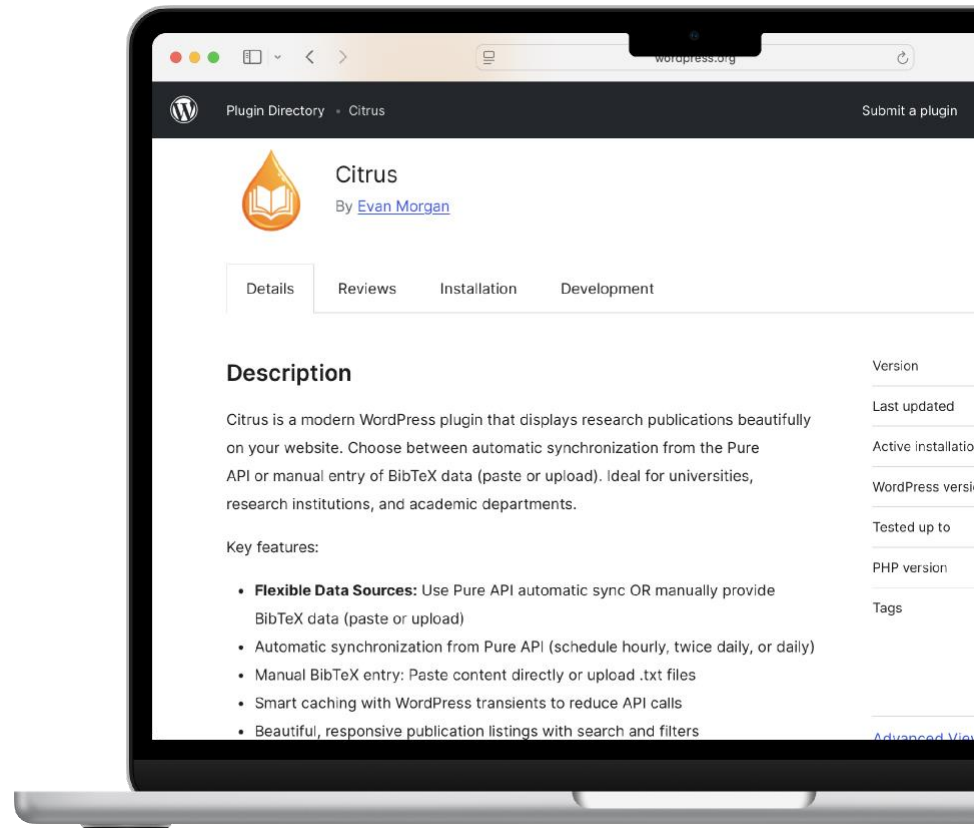 wordpress.org
Plugin Directory • Citrus
Submit a plugin
Citrus
By Evan Morgan
Details
Reviews
Installation
Development
Description
Citrus is a modern WordPress plugin that displays research publications beautifully
on your website. Choose between automatic synchronization from the Pure
API or manual entry of BibTeX data (paste or upload). Ideal for universities,
research institutions, and academic departments.
Key features:
• Flexible Data Sources: Use Pure API automatic sync OR manually provide
BibTeX data (paste or upload)
• Automatic synchronization from Pure API (schedule hourly, twice daily, or daily)
• Manual BibTeX entry: Paste content directly or upload .txt files
• Smart caching with WordPress transients to reduce API calls
• Beautiful, responsive publication listings with search and filters
Version
Last updated
Active installatio
WordPress versi
Tested up to
PHP version
Tags
Advanced Vie